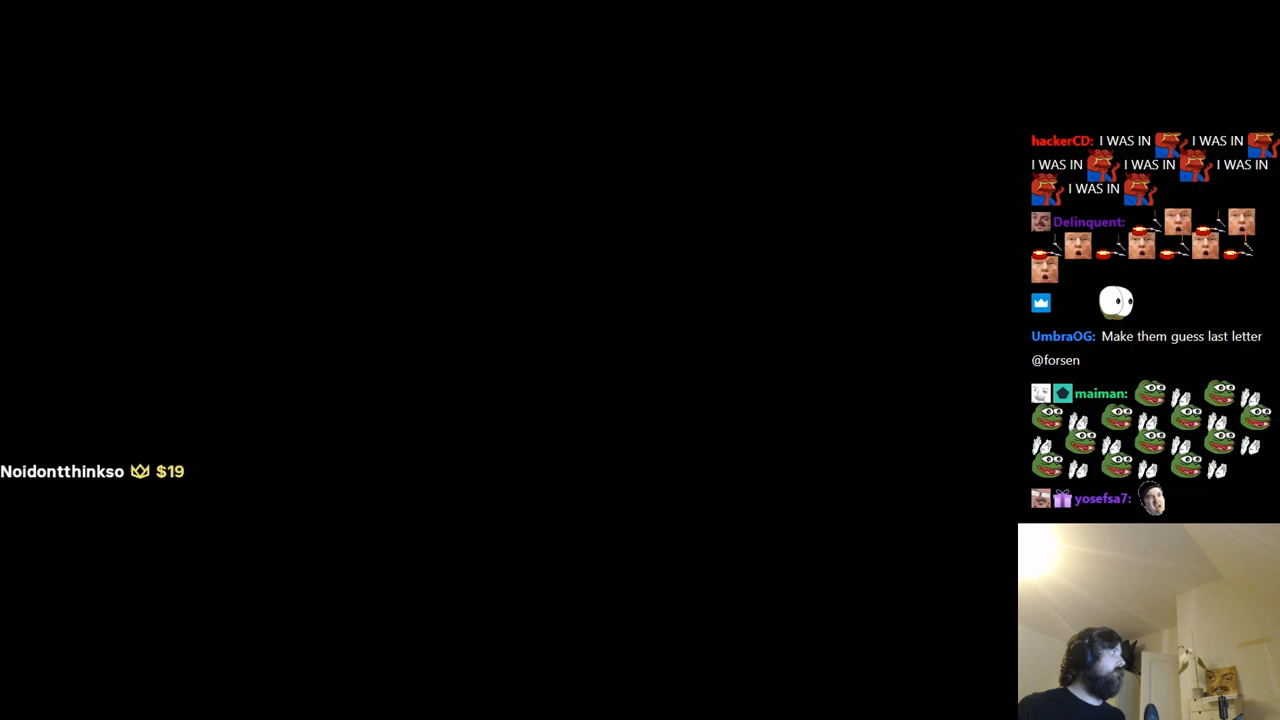 hackerCD: I WAS IN I WAS IN
I WAS IN I WAS IN I WAS IN
I WAS IN
Delinquent:
UmbraOG: Make them guess last letter
@forsen
maiman:
Noidontthinkso $19
yosefsa7: